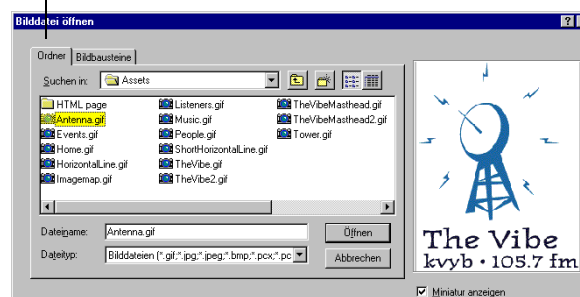 Bilddatei öffnen
?
Ordner Bildbausteine
Suchen in: Assets
HTML page Listeners.gif TheVibeMasthead.gif
Antenna.gif Music.gif TheVibeMasthead2.gif
Events.gif People.gif Tower.gif
Home.gif ShortHorizontalLine.gif
HorizontalLine.gif TheVibe.gif
Imagemap.gif TheVibe2.gif
Dateiname: Antenna.gif Öffnen
Dateityp: Bilddateien (*.gif;*.jpg;*.jpeg;*.bmp;*.pcx;*.pc Abbrechen
The Vibe
kvyb • 105.7 fm
Miniatur anzeigen